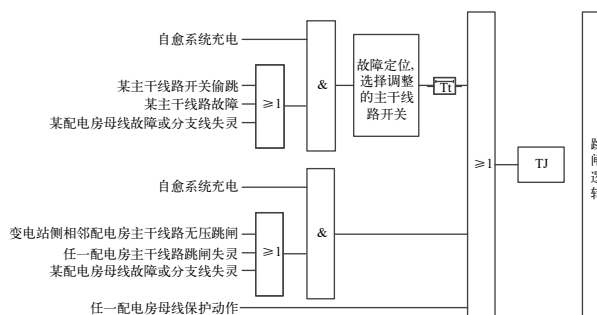 自愈系统充电
某主干线路开关偷跳
某主干线路故障
某配电房母线故障或分支线失灵
≥1
&
故障定位,
选择调整
的主干线
路开关
Tt
自愈系统充电
变电站侧相邻配电房主干线路无压跳闸
任一配电房主干线路跳闸失灵
某配电房母线故障或分支线失灵
≥1
&
任一配电房母线保护动作
≥1
TJ
跳
闸
逻
辑